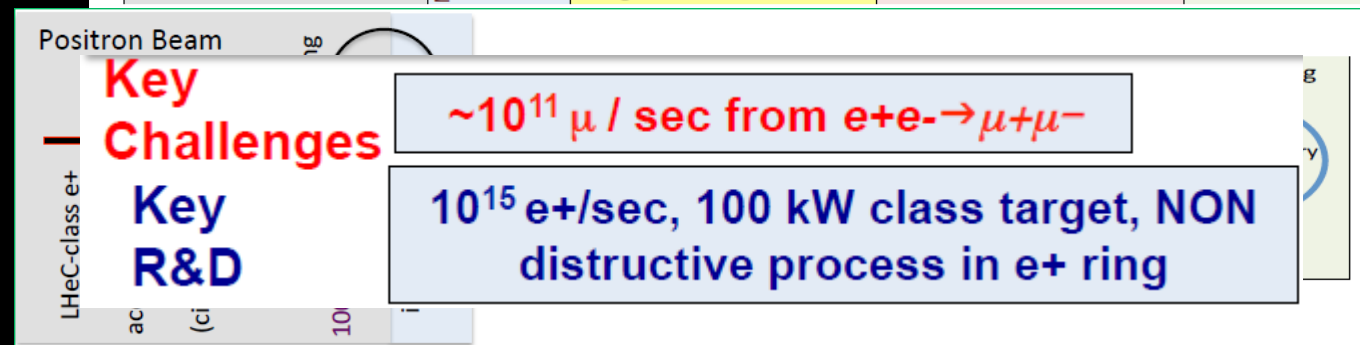 Positron Beam
Key
Challenges
~10¹¹ μ / sec from e+e-→μ+μ−
Key
R&D
10¹⁵ e+/sec, 100 kW class target, NON
distructive process in e+ ring
LHeC-class e+